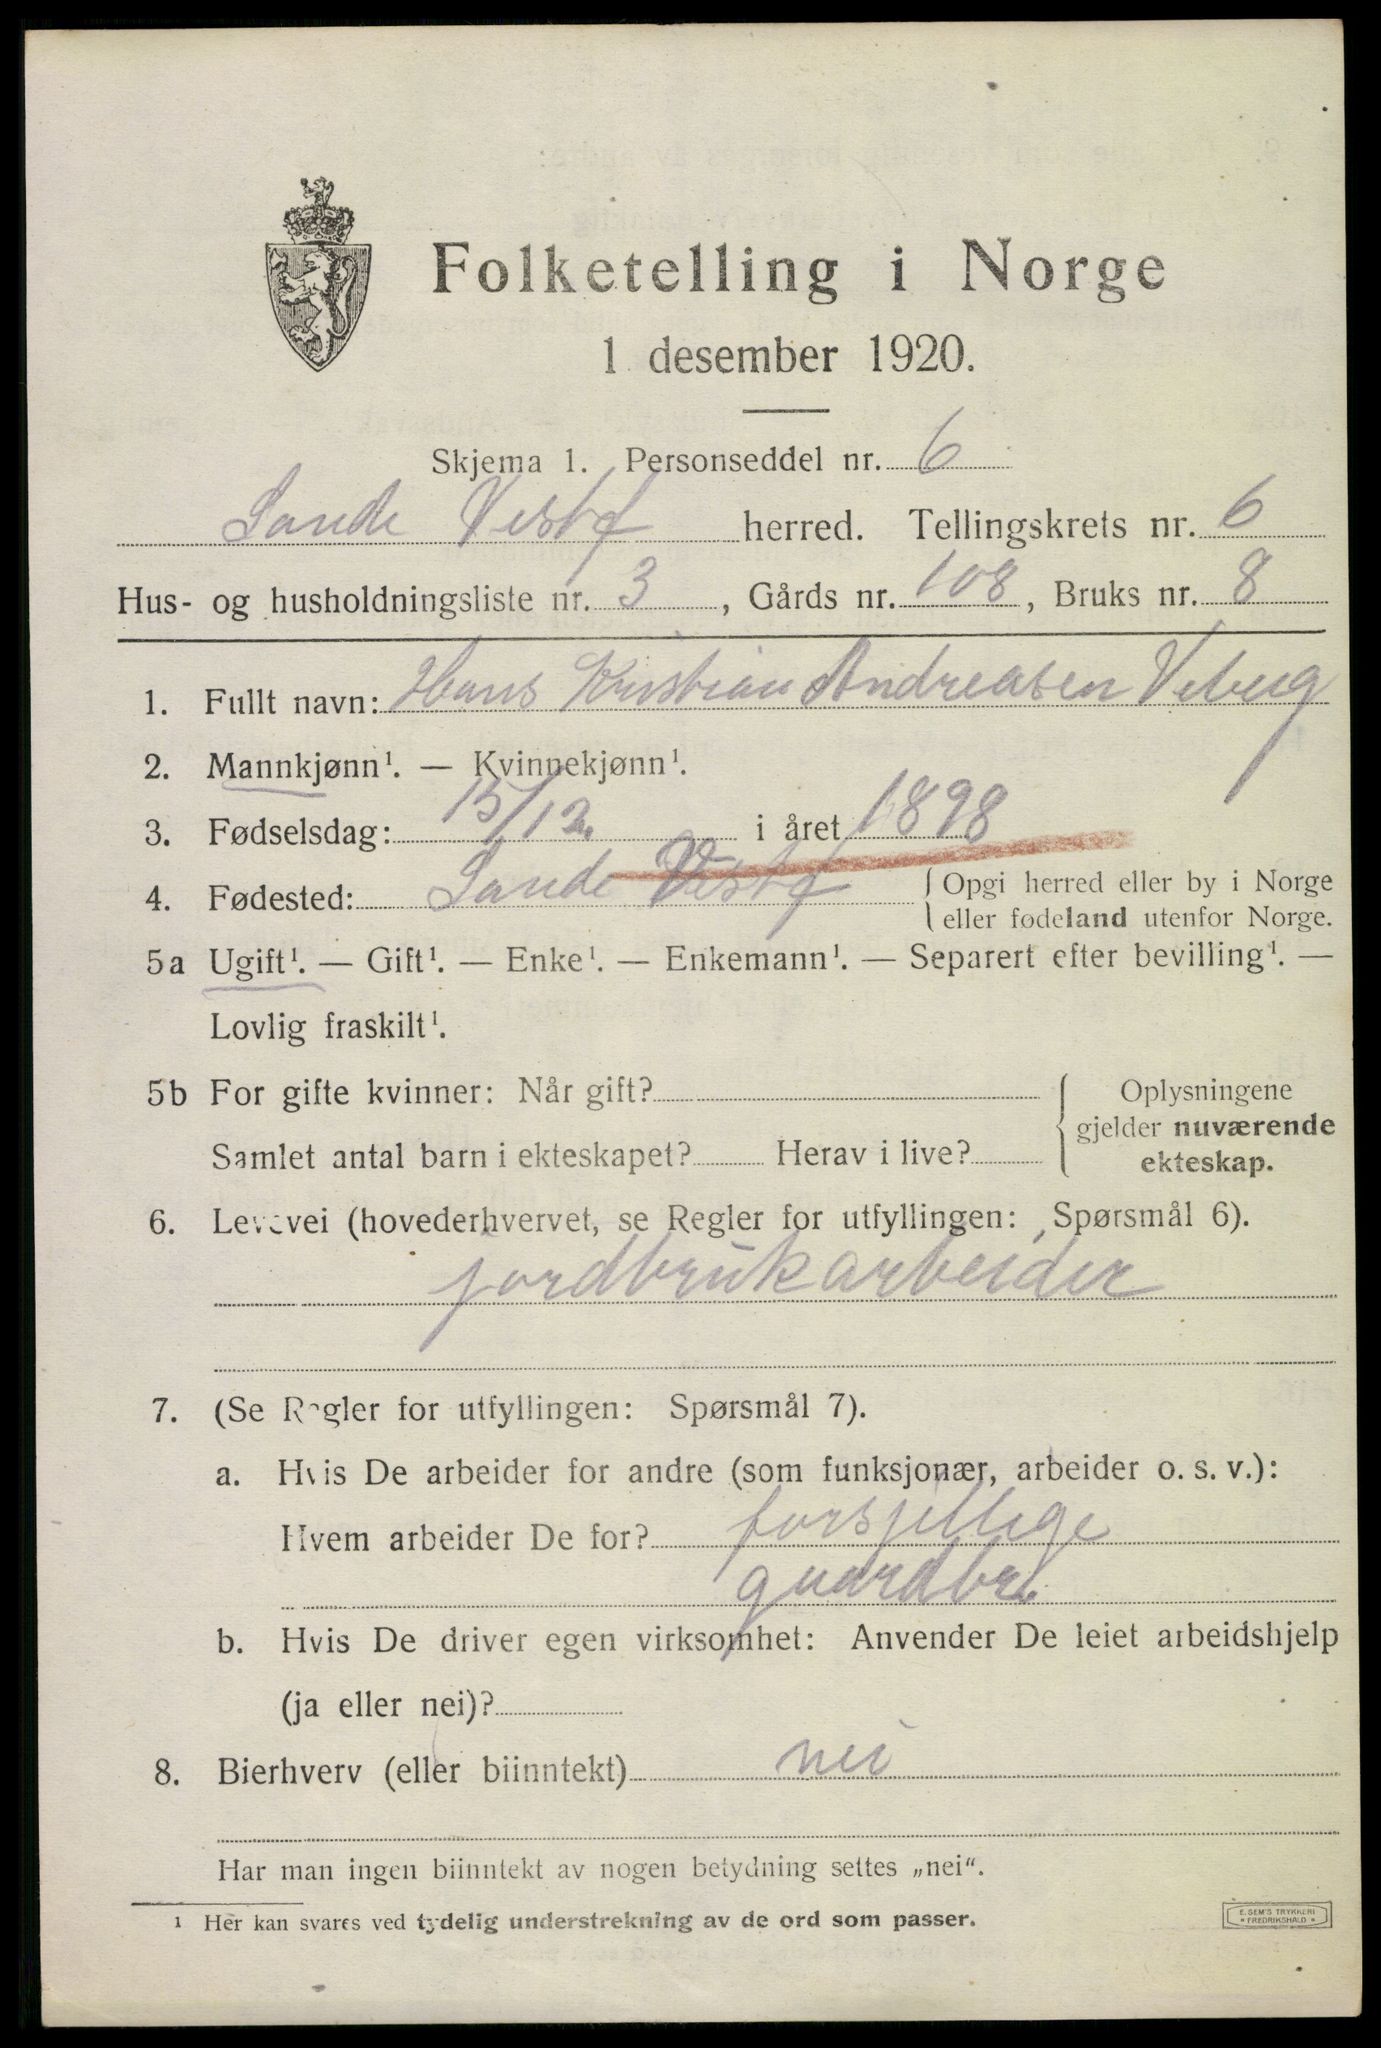 Folketelling i Norge
1 desember 1920.
Skjema 1. Personseddel nr. 6
Sande Vestf herred. Tellingskrets nr. 6
Hus- og husholdningsliste nr. 3, Gårds nr. 108, Bruks nr. 8
1. Fullt navn: Hans Kristian Andreasen
2. Mannkjønn¹. — Kvinnekjønn¹.
3. Fødselsdag: 15/12. i året 1898
4. Fødested: Sande Vestf { Opgi herred eller by i Norge
eller fødeland utenfor Norge.
5a Ugift¹. — Gift¹. — Enke¹. — Enkemann¹. — Separert efter bevilling¹. —
Lovlig fraskilt¹.
5b For gifte kvinner: Når gift? { Oplysningene
gjelder nuværende
Samlet antal barn i ekteskapet? Herav i live? ekteskap.
6. Levevei (hovederhvervet, se Regler for utfyllingen: Spørsmål 6).
jordbrukarbeider
7. (Se Regler for utfyllingen: Spørsmål 7).
a. Hvis De arbeider for andre (som funksjonær, arbeider o. s. v.):
Hvem arbeider De for? forsjellige
guardbr.
b. Hvis De driver egen virksomhet: Anvender De leiet arbeidshjelp
(ja eller nei)?
8. Bierhverv (eller biinntekt) nei
Har man ingen biinntekt av nogen betydning settes „nei“.
¹ Her kan svares ved tydelig understrekning av de ord som passer.
E. SEM'S TRYKKERI
* FREDRIKSHALD *